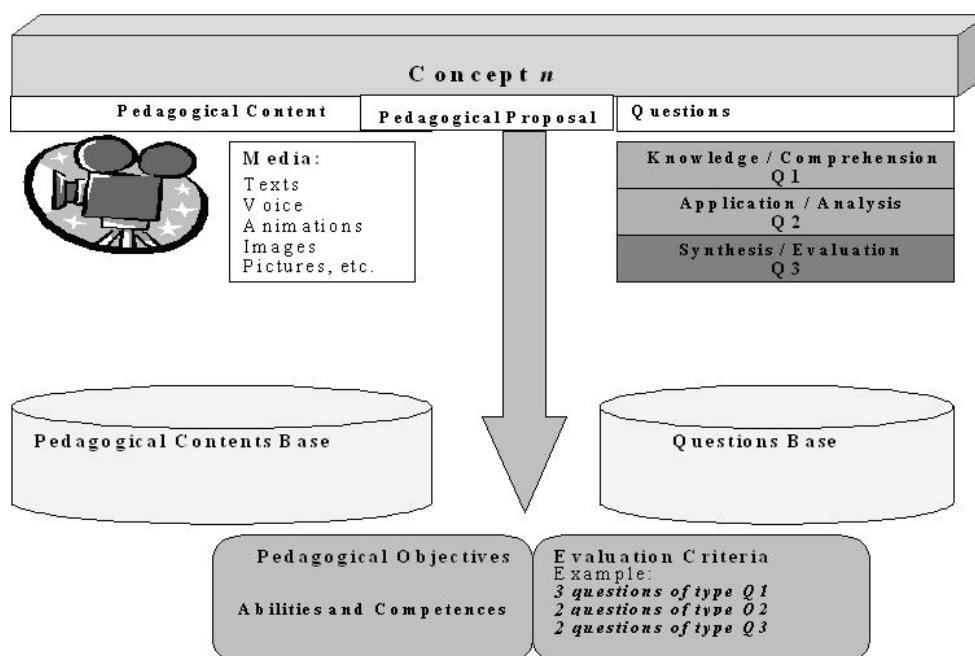 Concept n
Pedagogical Content
Pedagogical Proposal
Questions
Media:
Texts
Voice
Animations
Images
Pictures, etc.
Knowledge / Comprehension
Q1
Application / Analysis
Q2
Synthesis / Evaluation
Q3
Pedagogical Contents Base
Questions Base
Pedagogical Objectives
Abilities and Competences
Evaluation Criteria
Example:
3 questions of type Q1
2 questions of type Q2
2 questions of type Q3